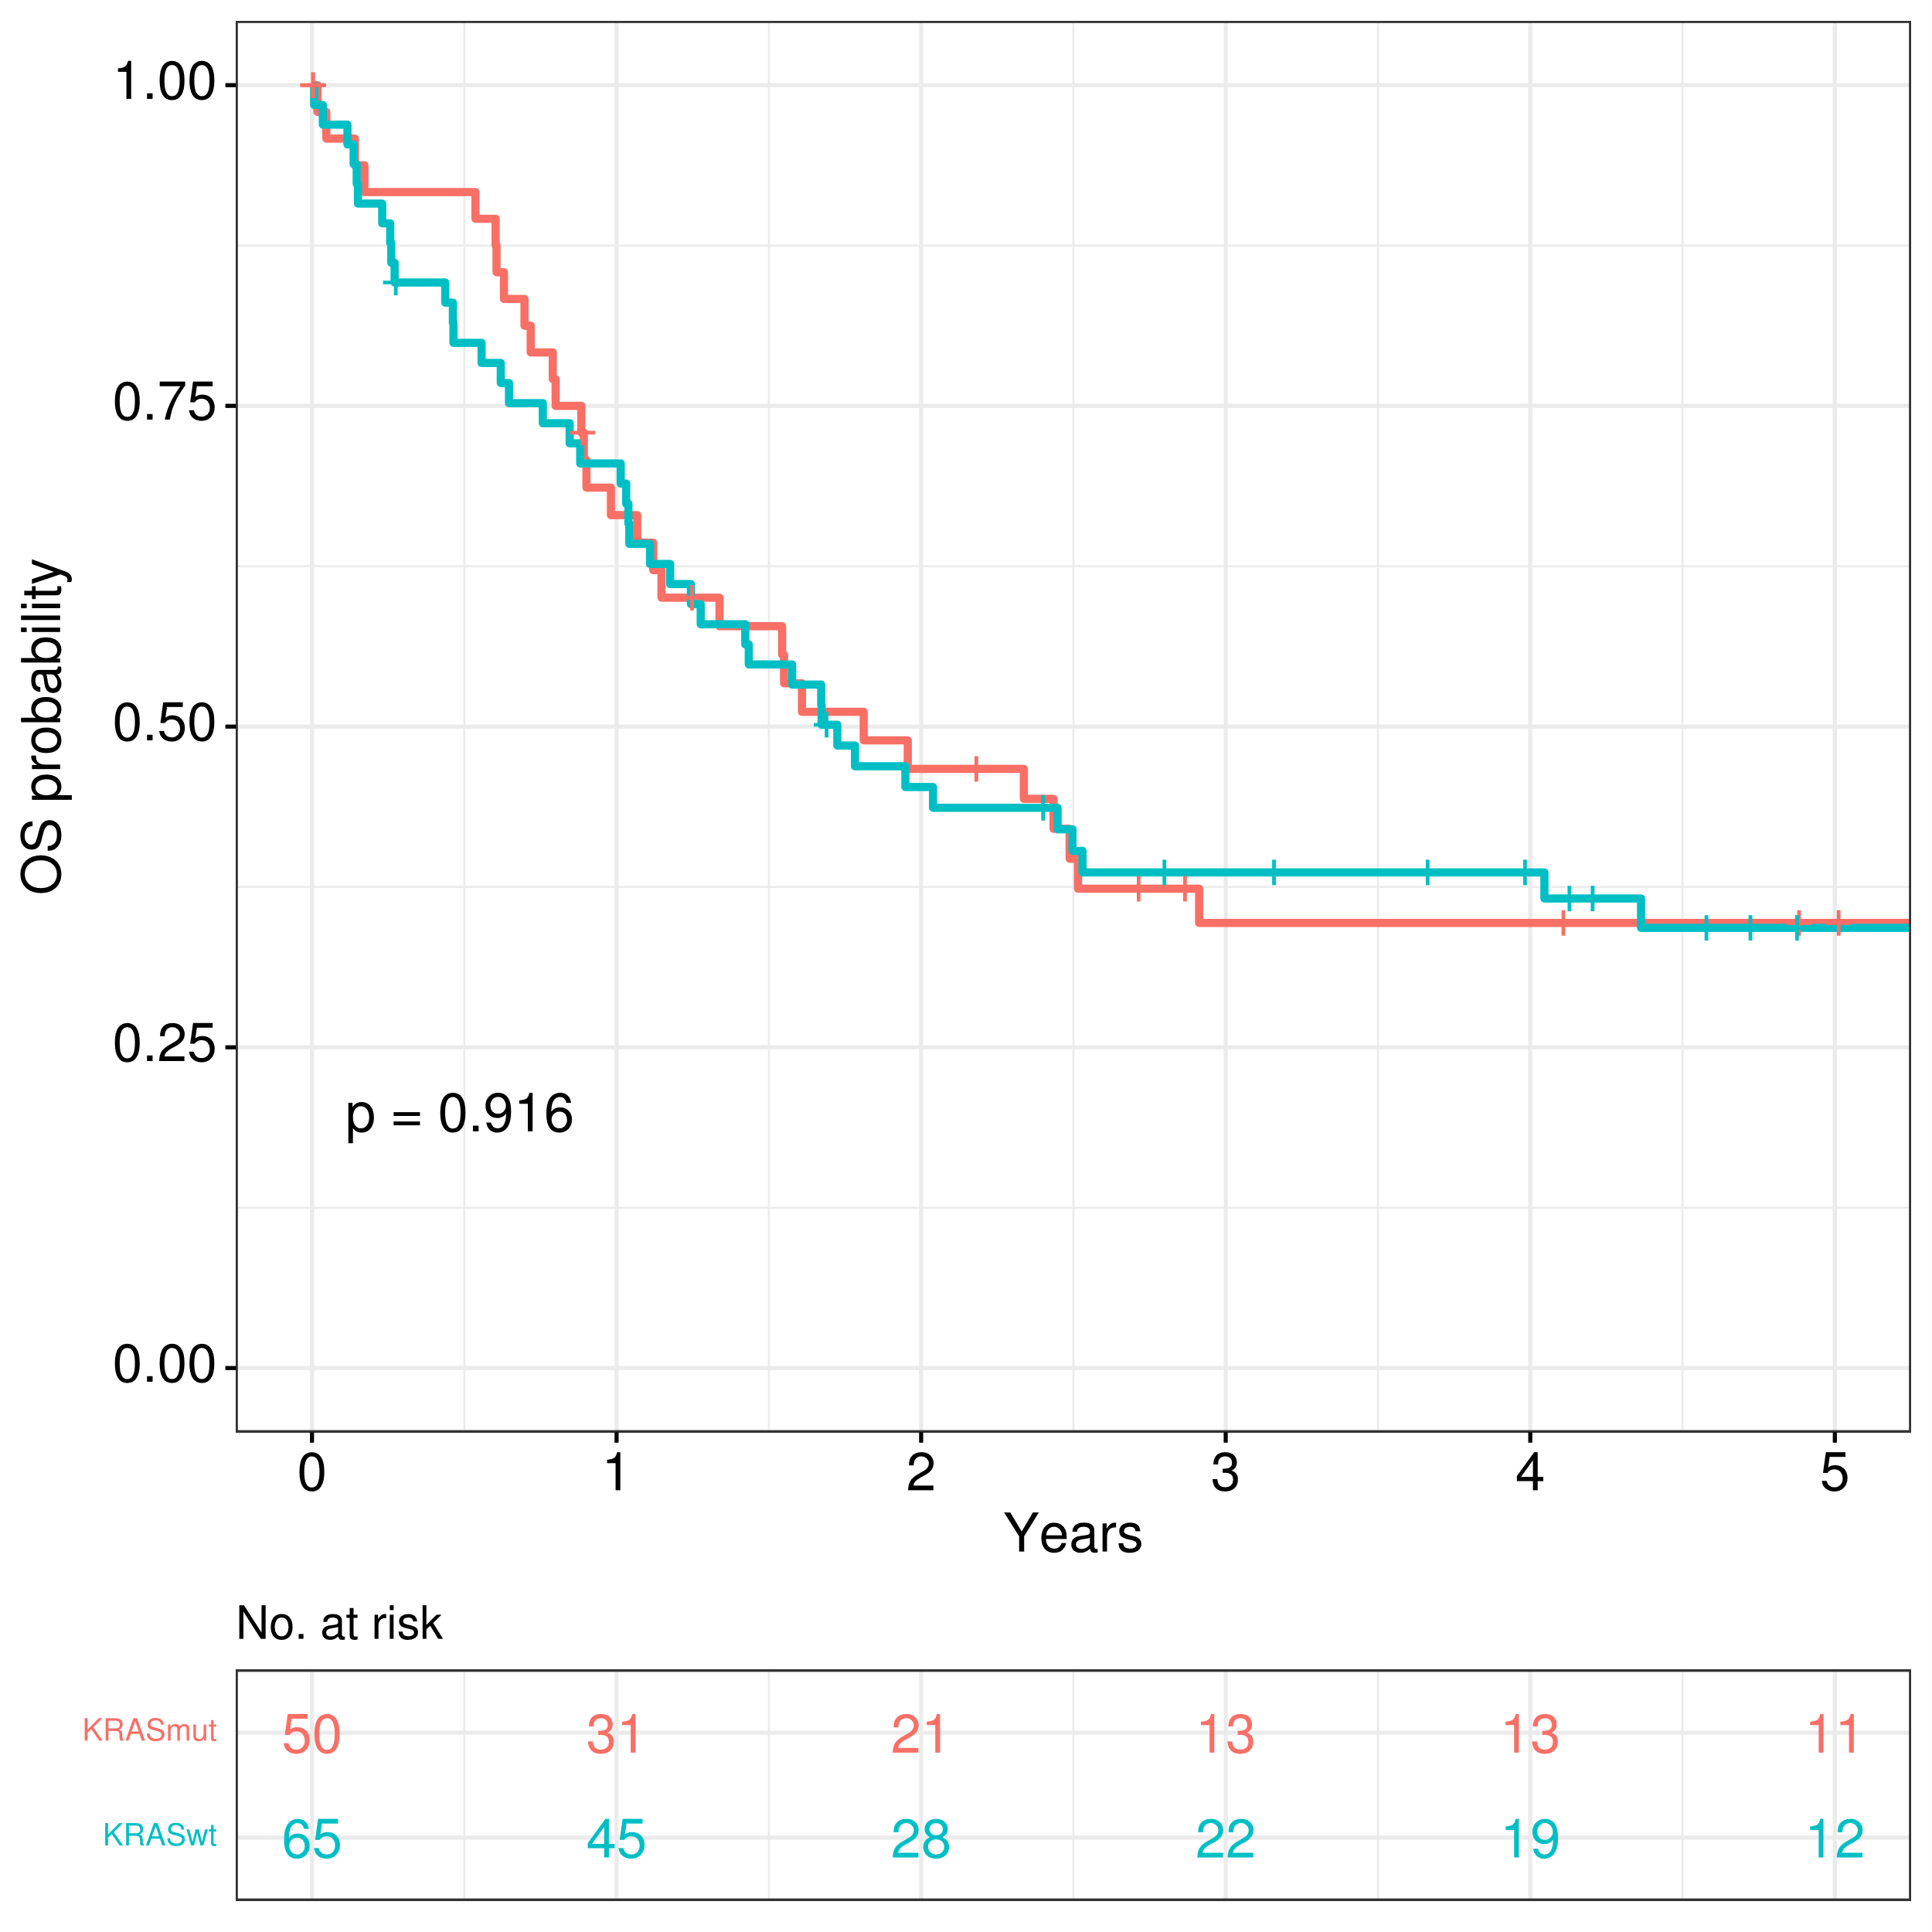 1.00
0.75
0.50
0.25
0.00
OS probability
p = 0.916
0 1 2 3 4 5
Years
No. at risk
KRASmut 50 31 21 13 13 11
KRASwt 65 45 28 22 19 12